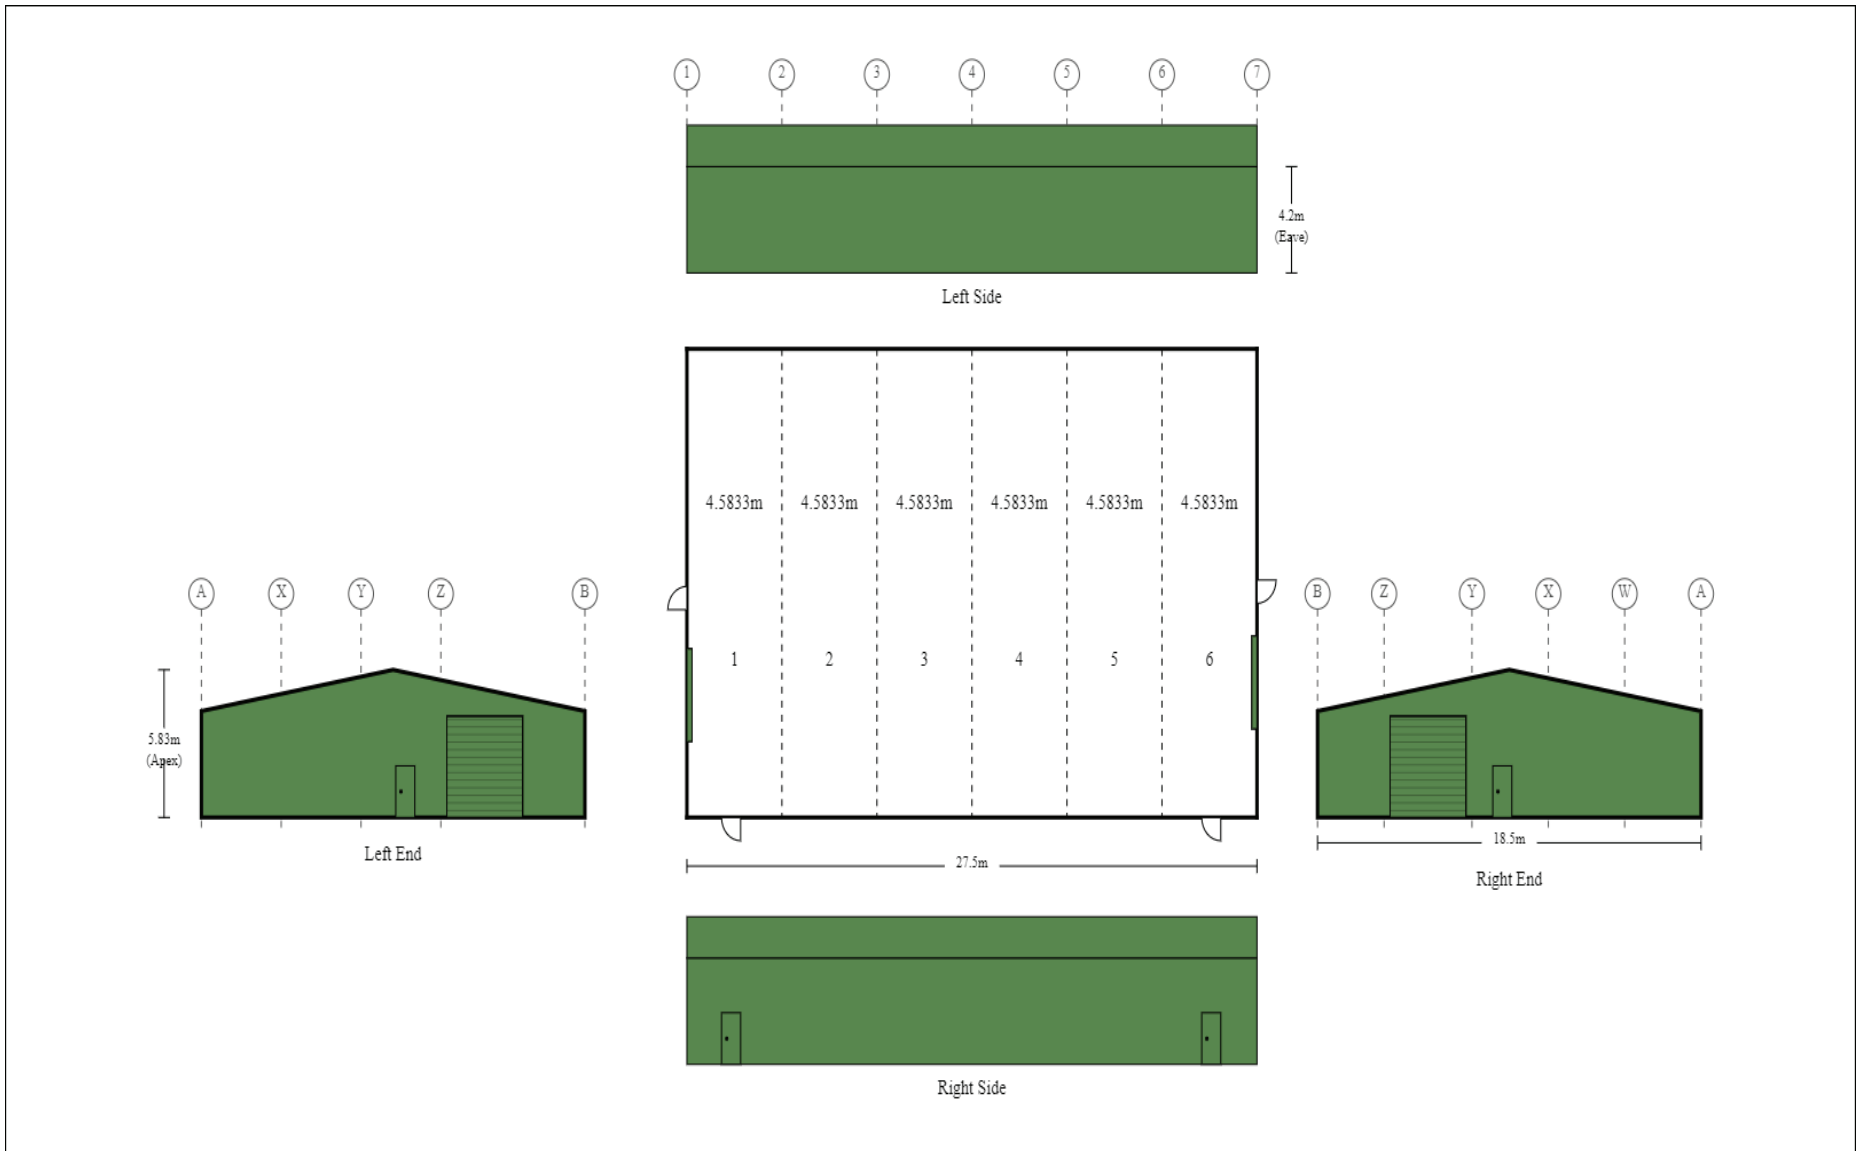 1 2 3 4 5 6 7
4.2m
(Eave)
Left Side
4.5833m 4.5833m 4.5833m 4.5833m 4.5833m 4.5833m
A X Y Z B
B Z Y X W A
1 2 3 4 5 6
5.83m
(Apex)
18.5m
Left End
27.5m
Right End
Right Side